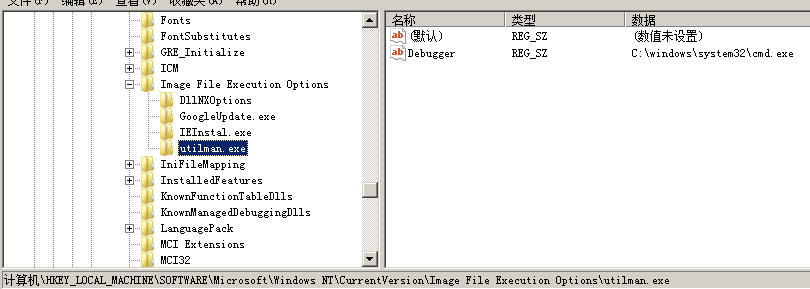 文件(F) 编辑(E) 查看(V) 收藏夹(A) 帮助(H)
Fonts
FontSubstitutes
GRE_Initialize
ICM
Image File Execution Options
DllNXOptions
GoogleUpdate.exe
IEInstal.exe
utilman.exe
IniFileMapping
InstalledFeatures
KnownFunctionTableDlls
KnownManagedDebuggingDlls
LanguagePack
MCI Extensions
MCI32
名称 类型 数据
ab (默认) REG_SZ (数值未设置)
ab Debugger REG_SZ C:\windows\system32\cmd.exe
计算机\HKEY_LOCAL_MACHINE\SOFTWARE\Microsoft\Windows NT\CurrentVersion\Image File Execution Options\utilman.exe